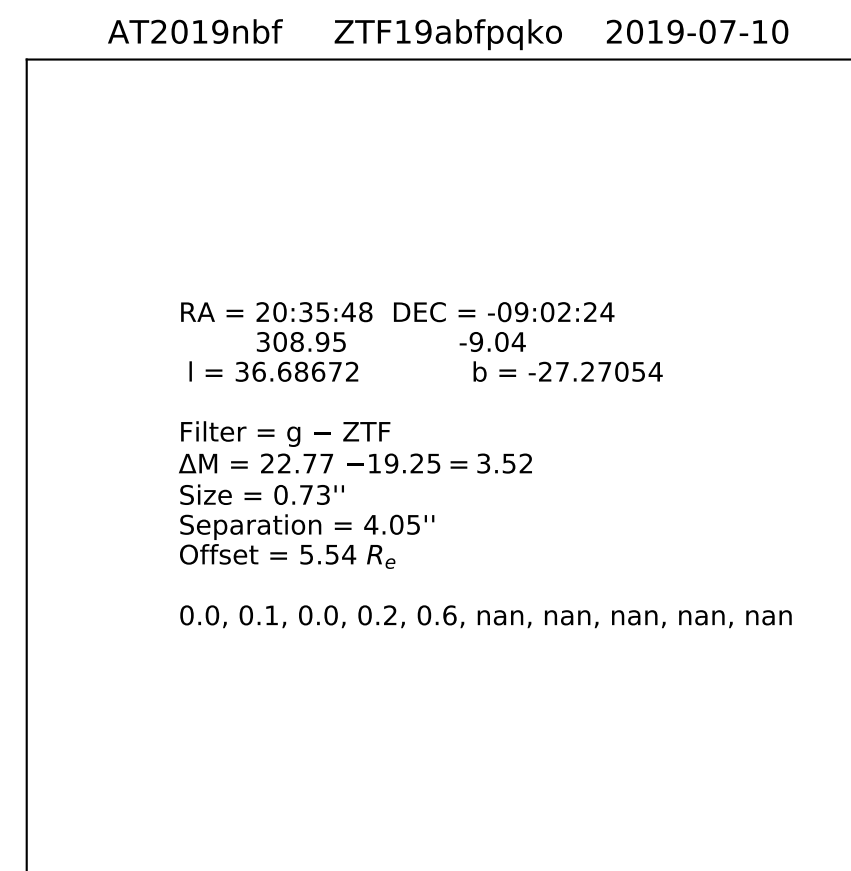 AT2019nbf ZTF19abfpqko 2019-07-10
RA = 20:35:48 DEC = -09:02:24
308.95 -9.04
l = 36.68672 b = -27.27054
Filter = g − ZTF
ΔM = 22.77 −19.25 = 3.52
Size = 0.73''
Separation = 4.05''
Offset = 5.54 Re
0.0, 0.1, 0.0, 0.2, 0.6, nan, nan, nan, nan, nan